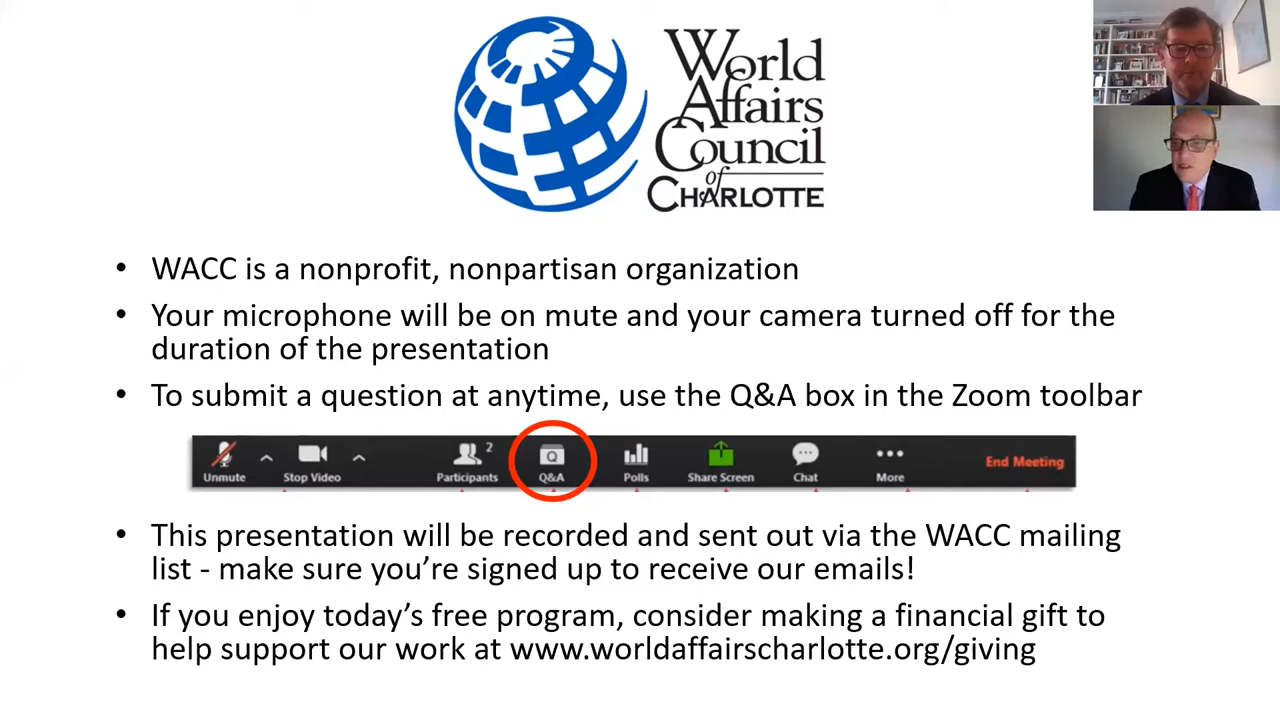 World
Affairs
Council
of
CHARLOTTE
• WACC is a nonprofit, nonpartisan organization
• Your microphone will be on mute and your camera turned off for the
duration of the presentation
• To submit a question at anytime, use the Q&A box in the Zoom toolbar
2
Q
Unmute Stop Video Participants Q&A Polls Share Screen Chat More End Meeting
• This presentation will be recorded and sent out via the WACC mailing
list - make sure you’re signed up to receive our emails!
• If you enjoy today’s free program, consider making a financial gift to
help support our work at www.worldaffairscharlotte.org/giving